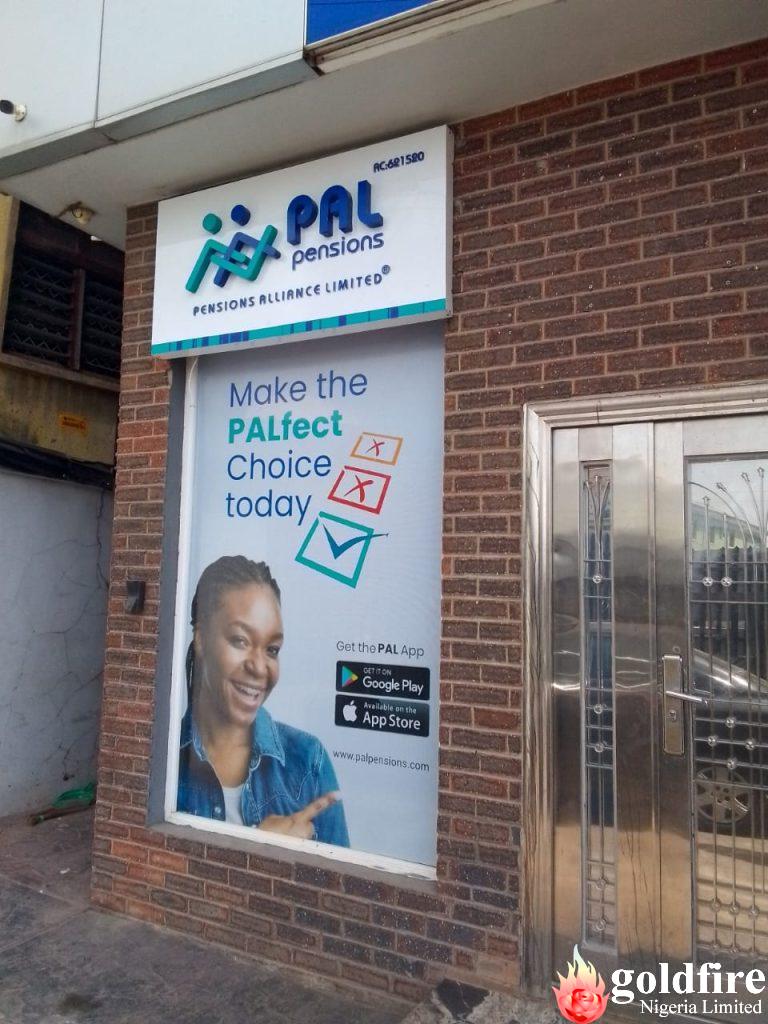 RC:621520
PAL
pensions
PENSIONS ALLIANCE LIMITED®
Make the
PALfect
Choice
today
Get the PAL App
GET IT ON
Google Play
Available on the
App Store
www.palpensions.com
goldfire
Nigeria Limited